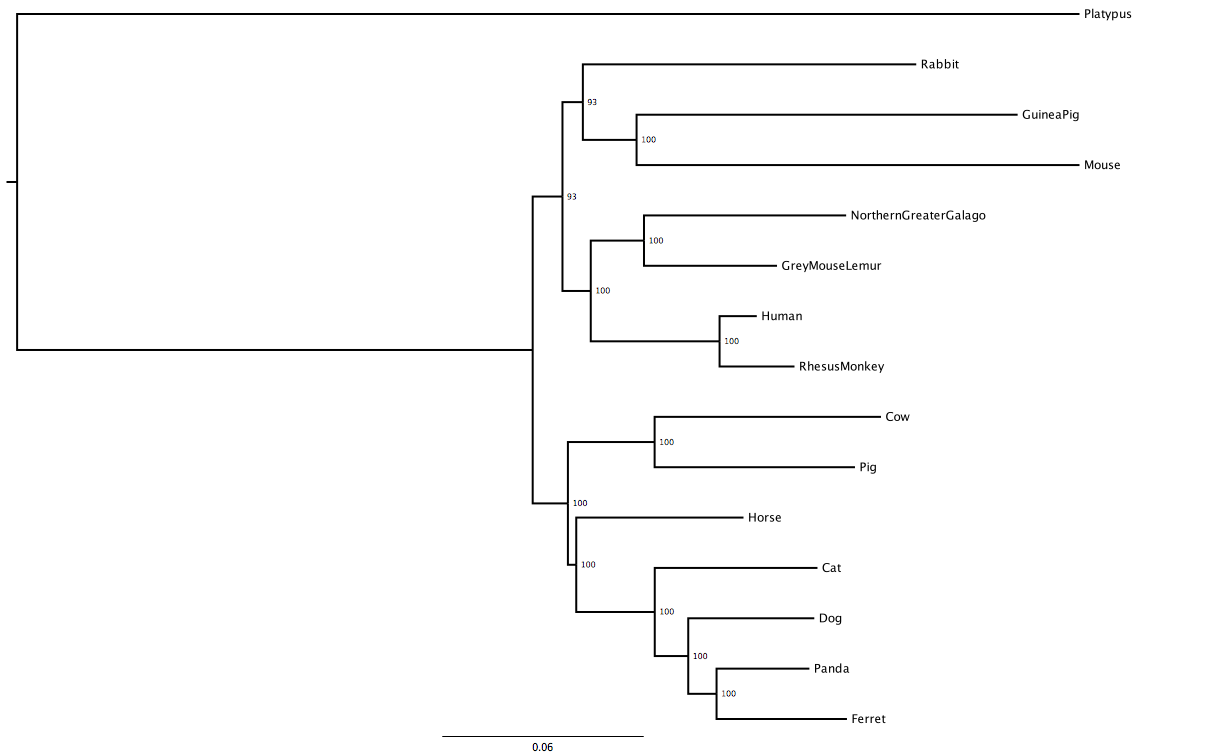 Platypus
Rabbit
93
GuineaPig
100
Mouse
93
NorthernGreaterGalago
100
GreyMouseLemur
100
Human
100
RhesusMonkey
Cow
100
Pig
100
Horse
100
Cat
100
Dog
100
Panda
100
Ferret
0.06